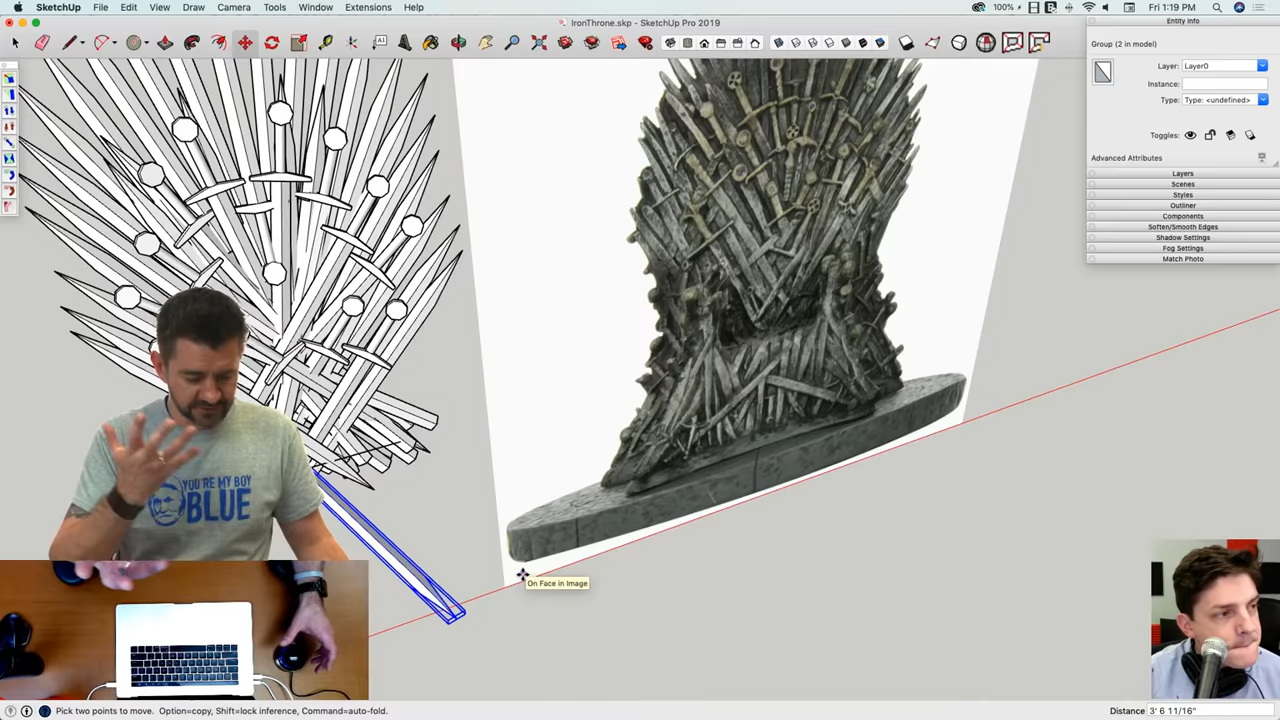 SketchUp File Edit View Draw Camera Tools Window Extensions Help
100% Fri 1:19 PM
IronThrone.skp - SketchUp Pro 2019
Entity Info
Group (2 in model)
Layer: Layer0
Instance:
Type: Type: <undefined>
Toggles:
Advanced Attributes
Layers
Scenes
Styles
Outliner
Components
Soften/Smooth Edges
Shadow Settings
Fog Settings
Match Photo
YOU'RE MY BOY
BLUE
On Face in Image
Pick two points to move. Option=copy, Shift=lock inference, Command=auto-fold.
Distance 3' 6 11/16"